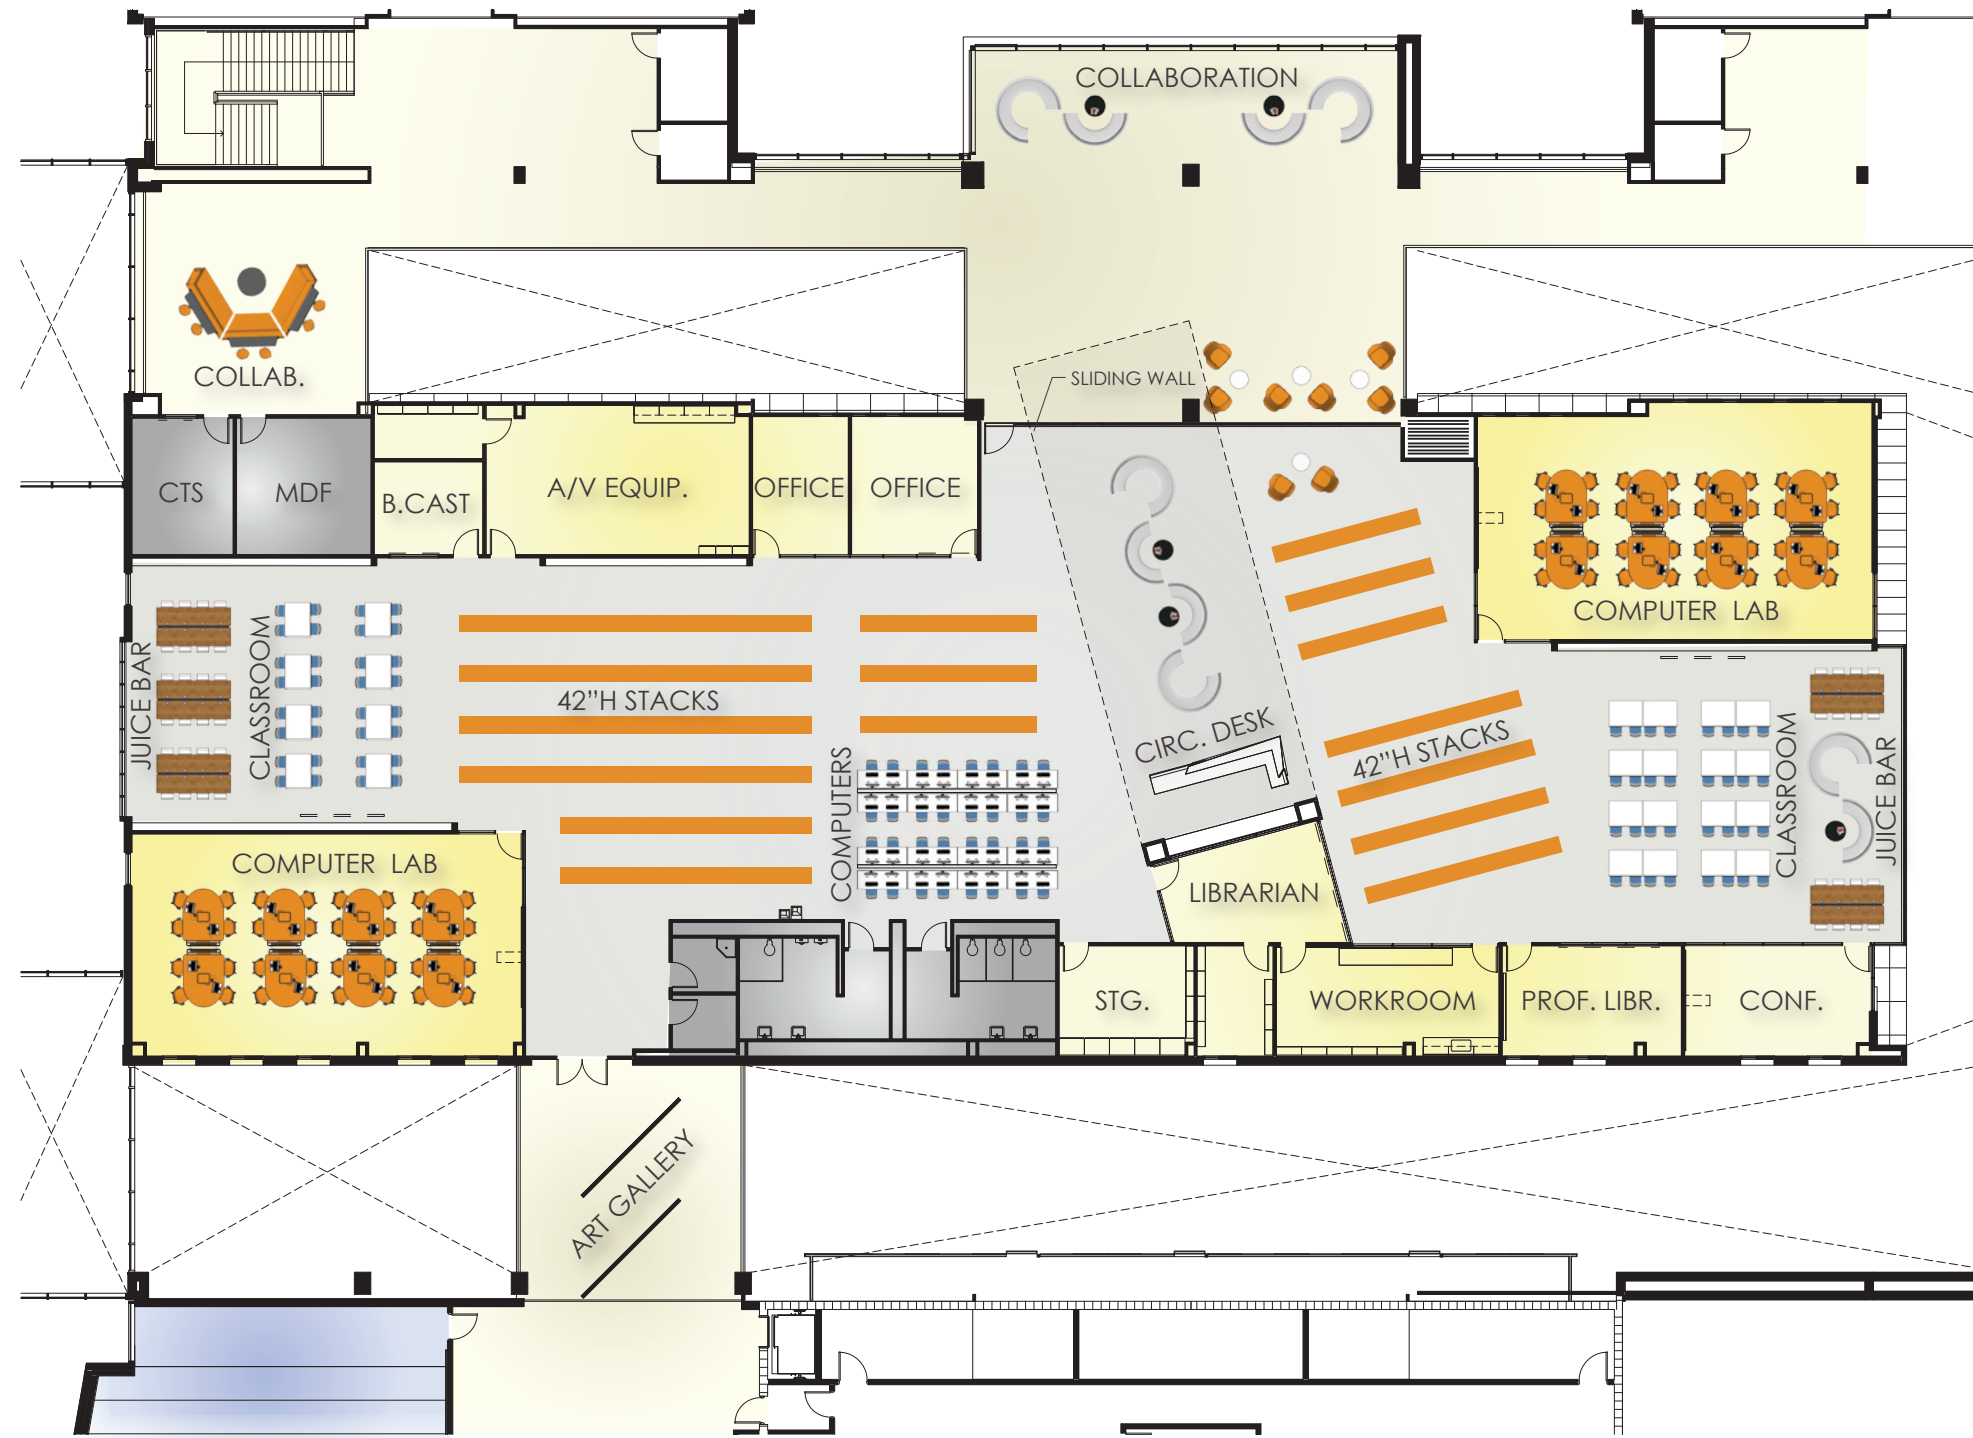 COLLABORATION
COLLAB.
SLIDING WALL
CTS
MDF
B.CAST
A/V EQUIP.
OFFICE
OFFICE
COMPUTER LAB
JUICE BAR
CLASSROOM
42"H STACKS
COMPUTERS
CIRC. DESK
42"H STACKS
CLASSROOM
JUICE BAR
COMPUTER LAB
LIBRARIAN
STG.
WORKROOM
PROF. LIBR.
CONF.
ART GALLERY